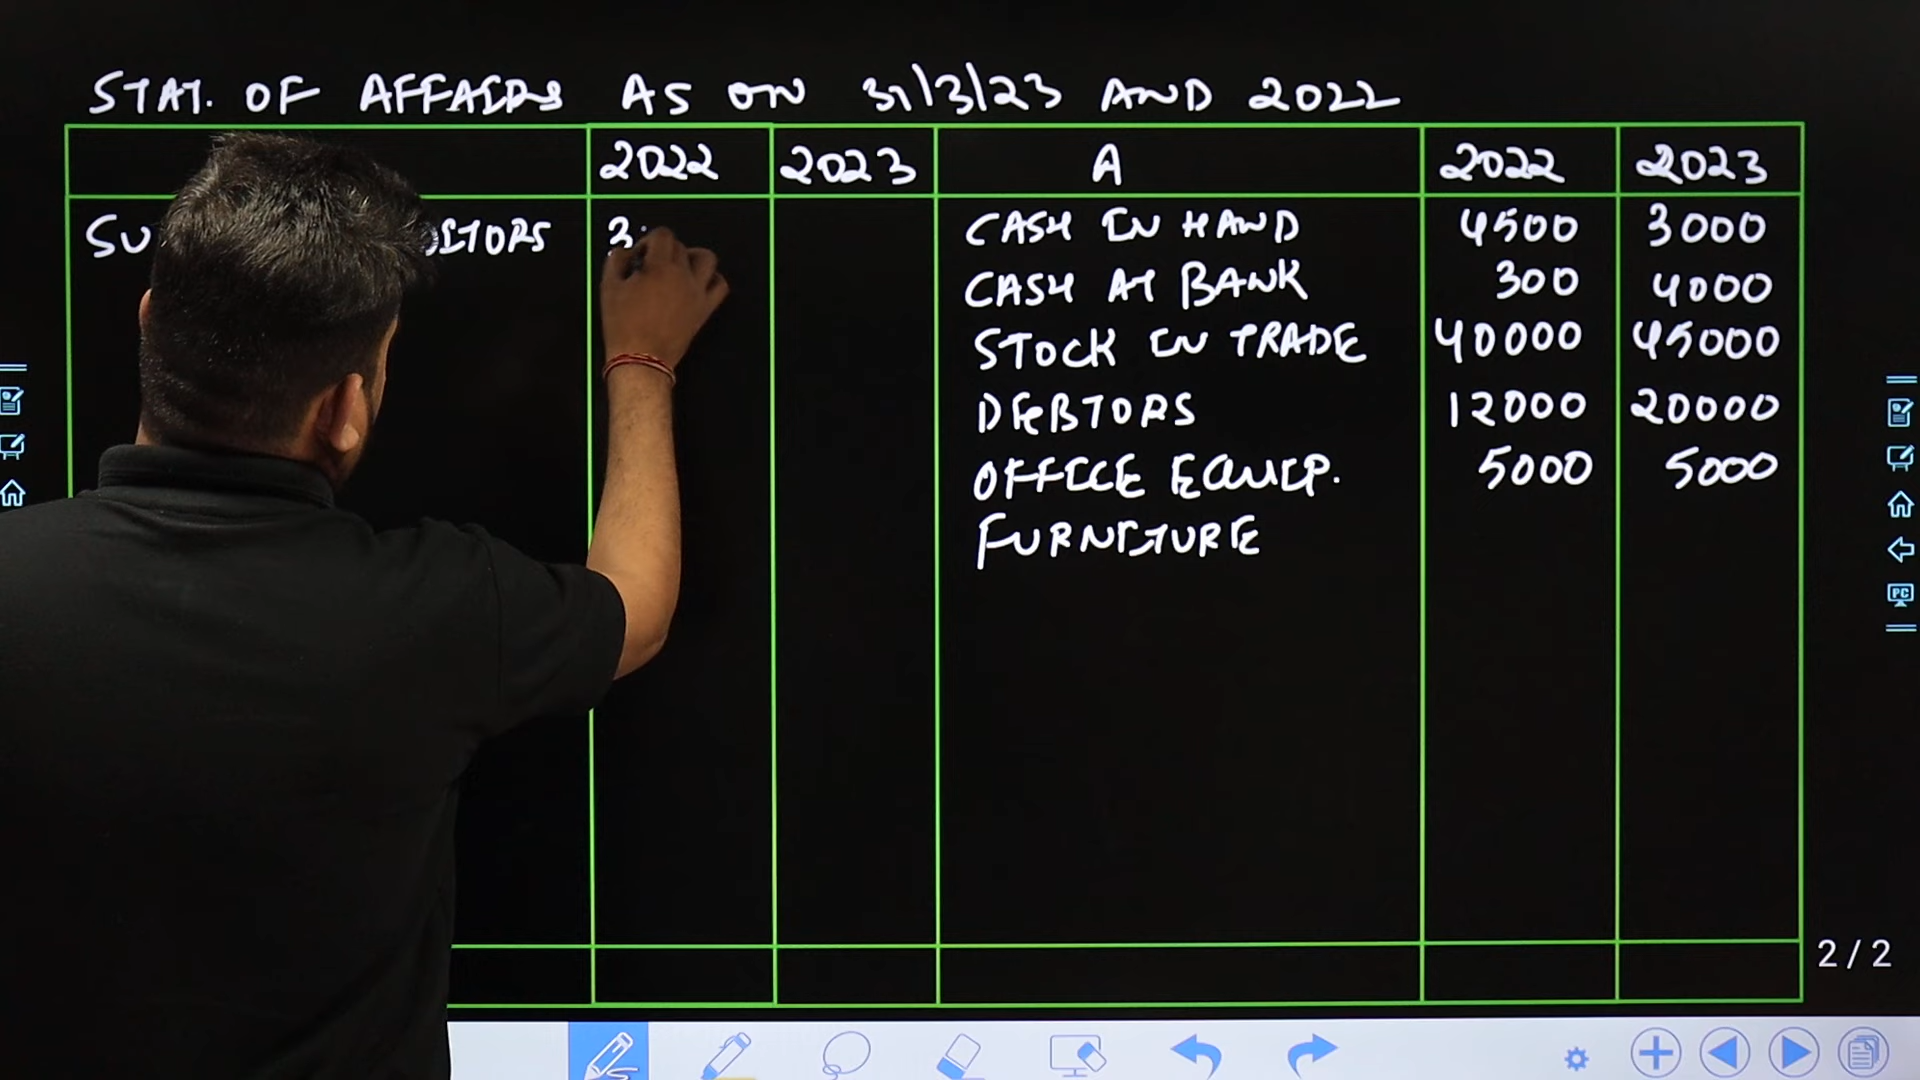 STAT. OF AFFAIRS AS ON 31/3/23 AND 2022
2022 2023 A 2022 2023
CASH IN HAND 4500 3000
CASH AT BANK 300 4000
STOCK IN TRADE 40000 45000
DEBTORS 12000 20000
OFFICE EQUIP. 5000 5000
FURNITURE
2 / 2
PC